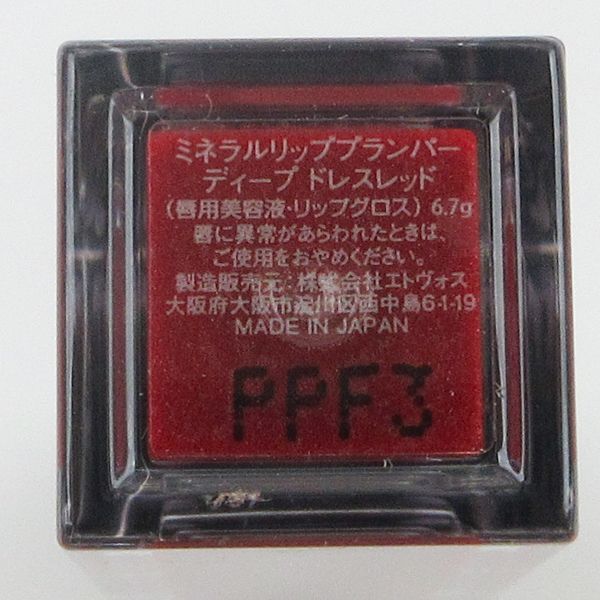 ミネラルリッププランパー
ディープ ドレスレッド
（唇用美容液・リップグロス）6.7g
唇に異常があらわれたときは、
ご使用をおやめください。
製造販売元：株式会社エトヴォス
大阪府大阪市淀川区西中島6-1-19
MADE IN JAPAN
PPF3